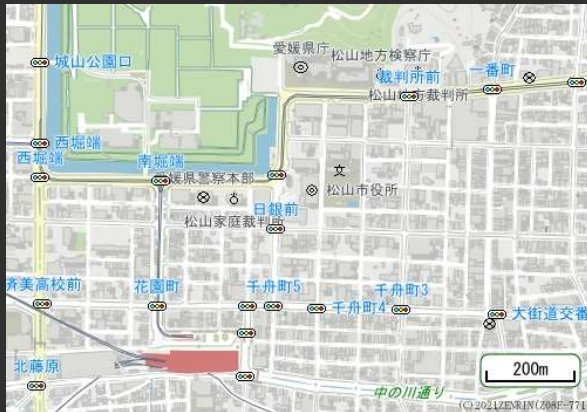 愛媛県庁
松山地方検察庁
城山公園口
裁判所前
一番町
松山地方裁判所
西堀端
西堀端
南堀端
愛媛県警察本部
文
松山市役所
日銀前
松山家庭裁判所
済美高校前
花園町
千舟町5
千舟町4
千舟町3
大街道交番
北藤原
200m
中の川通り
(C)2021ZENRIN(Z08E-771